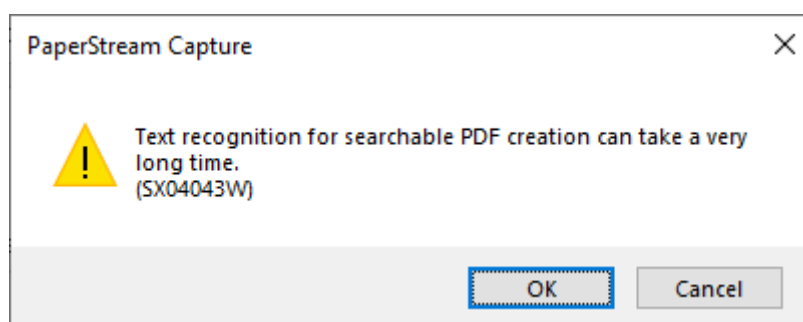 PaperStream Capture
Text recognition for searchable PDF creation can take a very
long time.
(SX04043W)
OK
Cancel